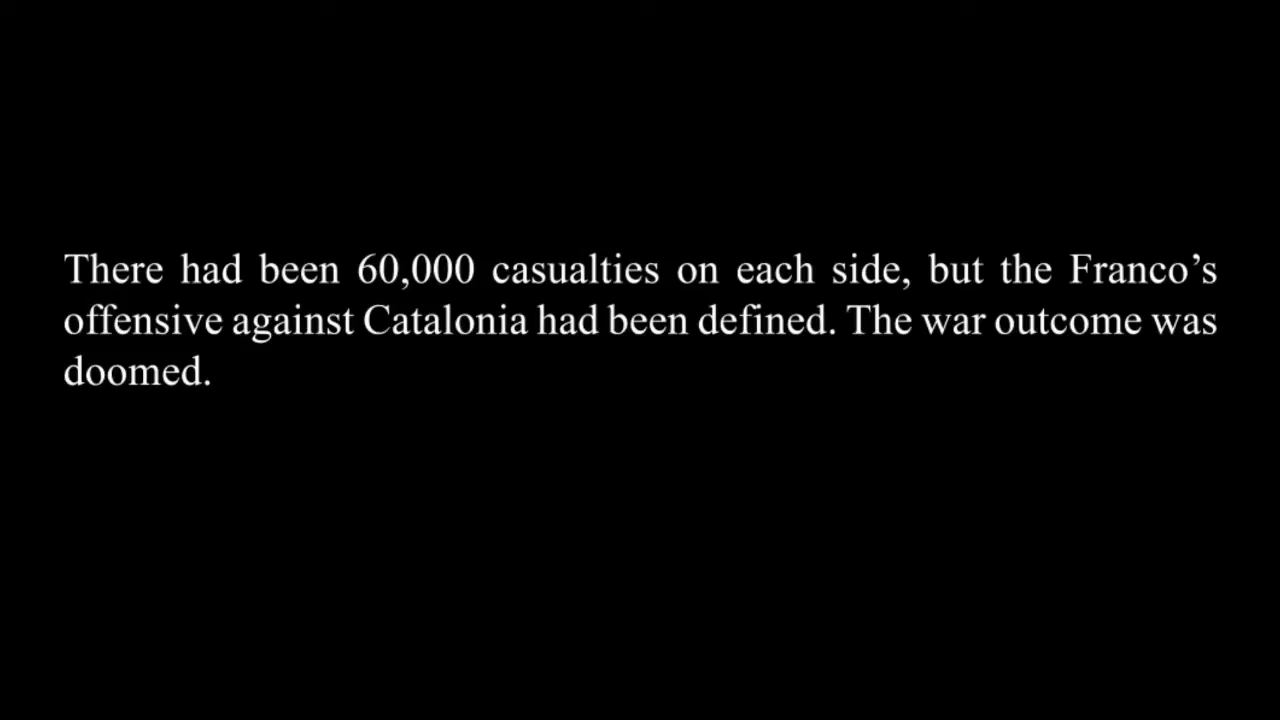 There had been 60,000 casualties on each side, but the Franco’s
offensive against Catalonia had been defined. The war outcome was
doomed.